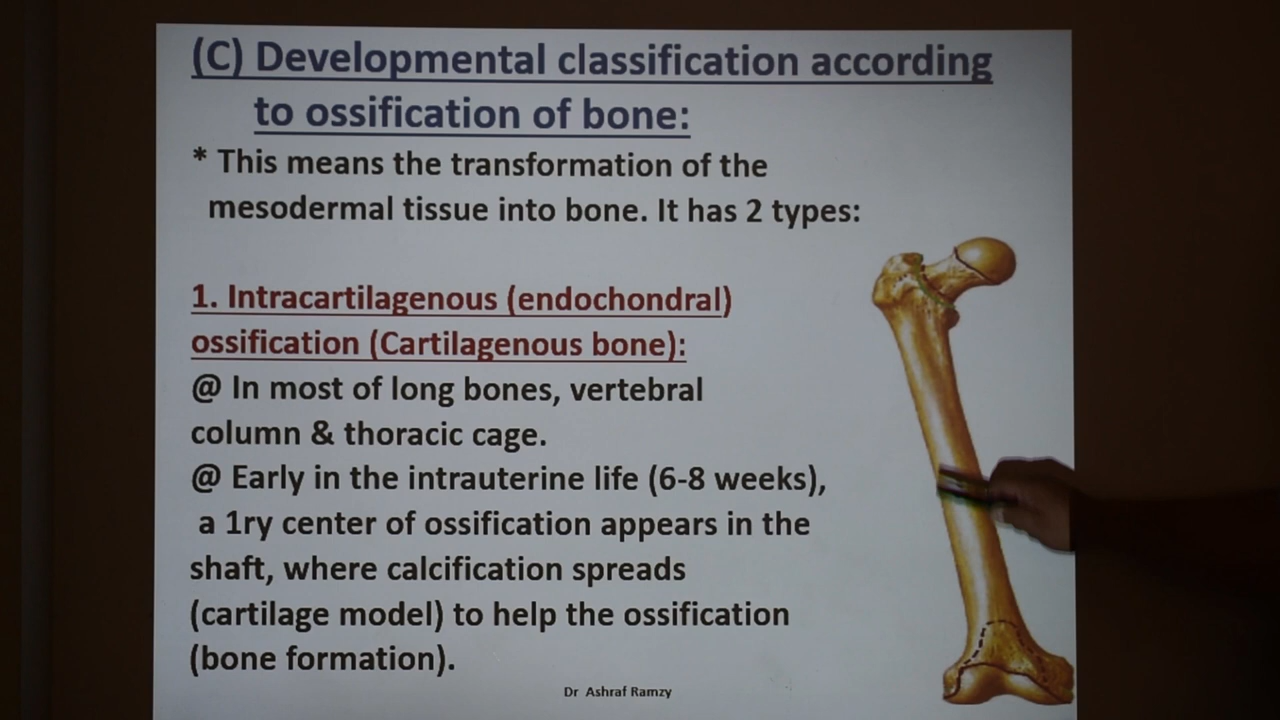 (C) Developmental classification according
to ossification of bone:
* This means the transformation of the
mesodermal tissue into bone. It has 2 types:
1. Intracartilagenous (endochondral)
ossification (Cartilagenous bone):
@ In most of long bones, vertebral
column & thoracic cage.
@ Early in the intrauterine life (6-8 weeks),
a 1ry center of ossification appears in the
shaft, where calcification spreads
(cartilage model) to help the ossification
(bone formation).
Dr Ashraf Ramzy